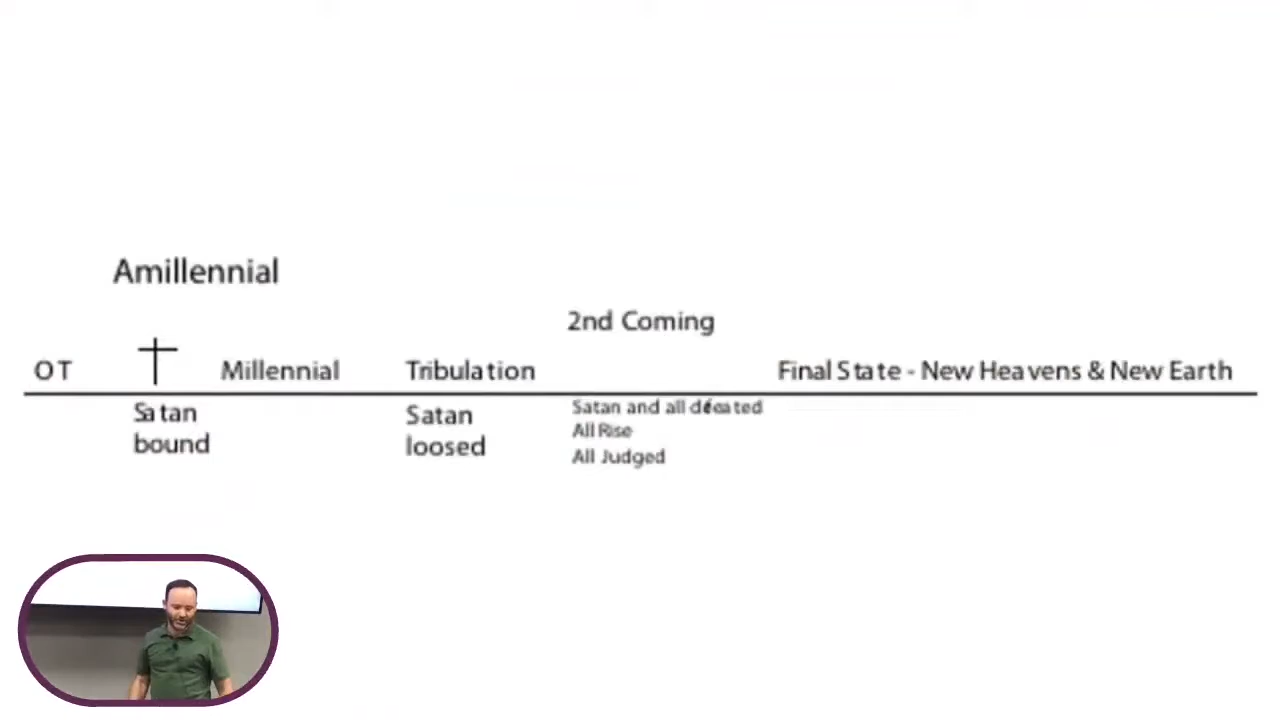 Amillennial
2nd Coming
OT Millennial Tribulation Final State - New Heavens & New Earth
Satan bound
Satan loosed
Satan and all defeated
All Rise
All Judged